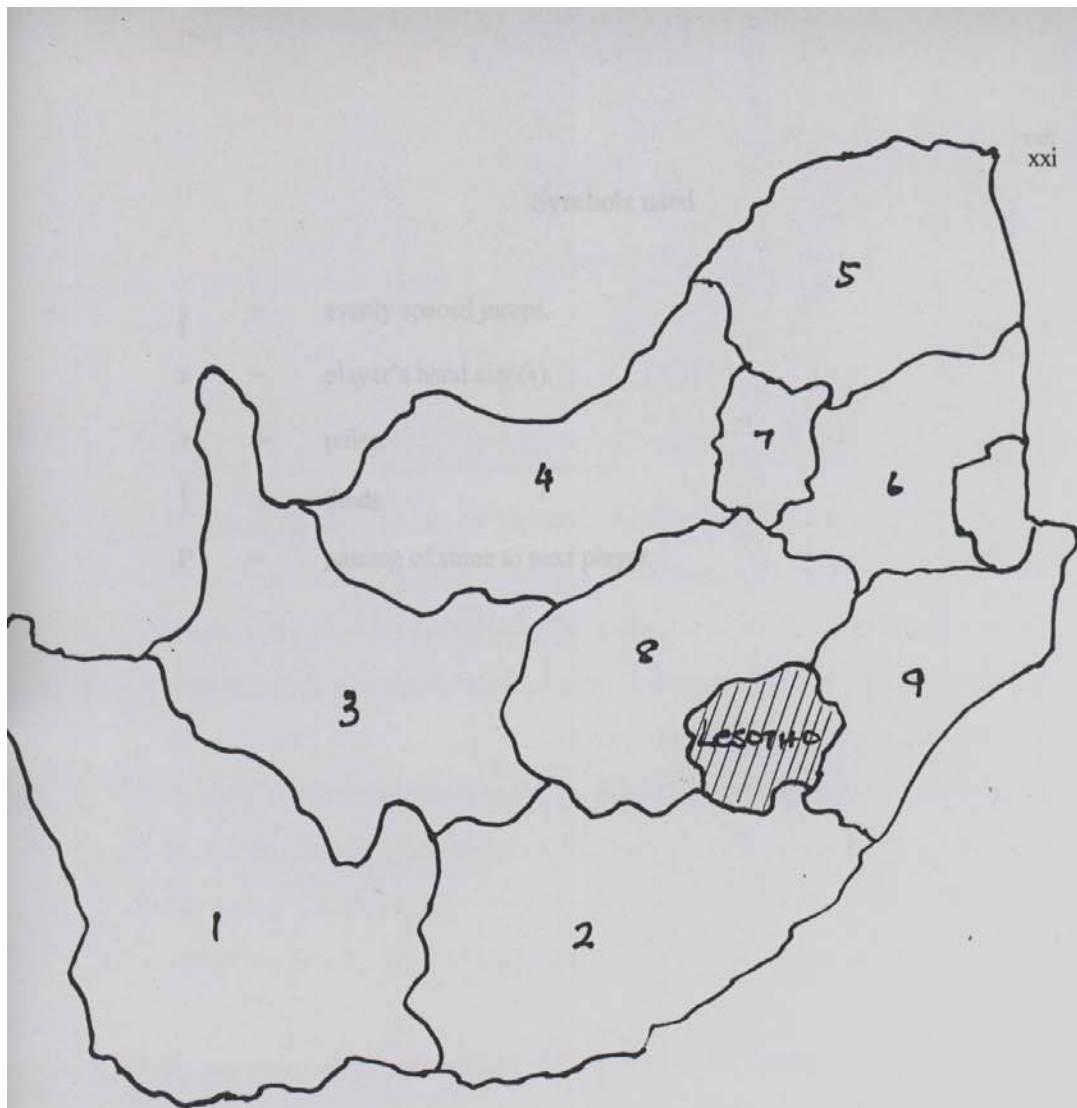 xxi
Symbols used
5
= evenly spaced jumps.
x = player's hand clap(s).
7
4
6
P = passing of stone to next player.
8
9
3
LESOTHO
1
2